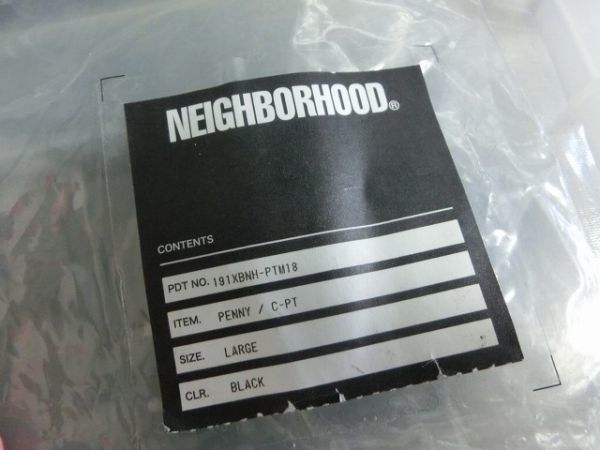 NEIGHBORHOOD®
CONTENTS
PDT NO. 191XBNH-PTM18
ITEM. PENNY / C-PT
SIZE. LARGE
CLR. BLACK